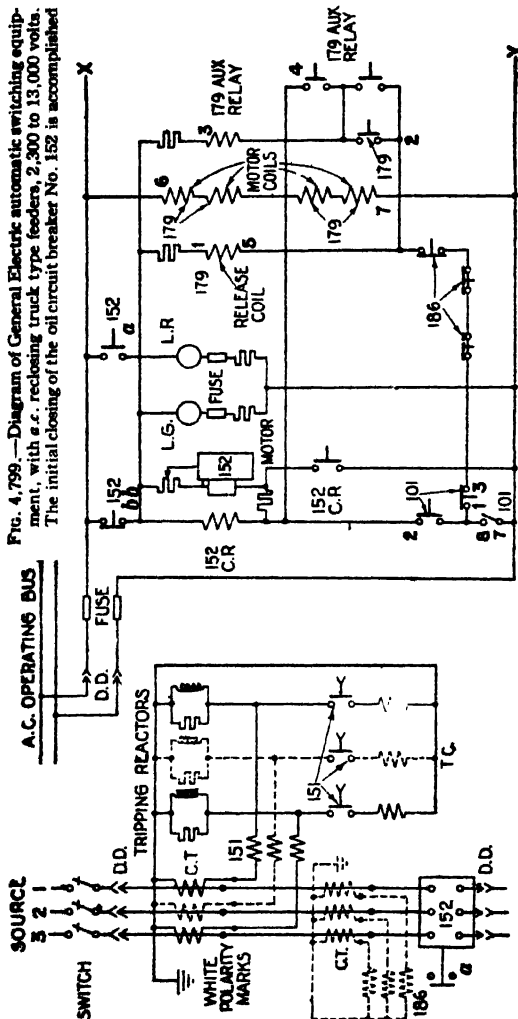 FIG. 4,799.—Diagram of General Electric automatic switching equip-
ment, with a.c. reclosing truck type feeders, 2,300 to 13,000 volts.
The initial closing of the oil circuit breaker No. 152 is accomplished
A.C. OPERATING BUS
D.D.
FUSE
X
Y
152
bb
152
a
L.G.
L.R
FUSE
152
MOTOR
152
C.R
152
C.R
179
1
5
RELEASE
COIL
6
179
MOTOR
COILS
179
7
3
179 AUX
RELAY
4
179 AUX
RELAY
179
2
186
101
2
1
3
8
7
101
SOURCE
3
2
1
SWITCH
D.D.
TRIPPING REACTORS
C.T
151
WHITE
POLARITY
MARKS
151
T.C.
C.T.
186
152
a
D.D.